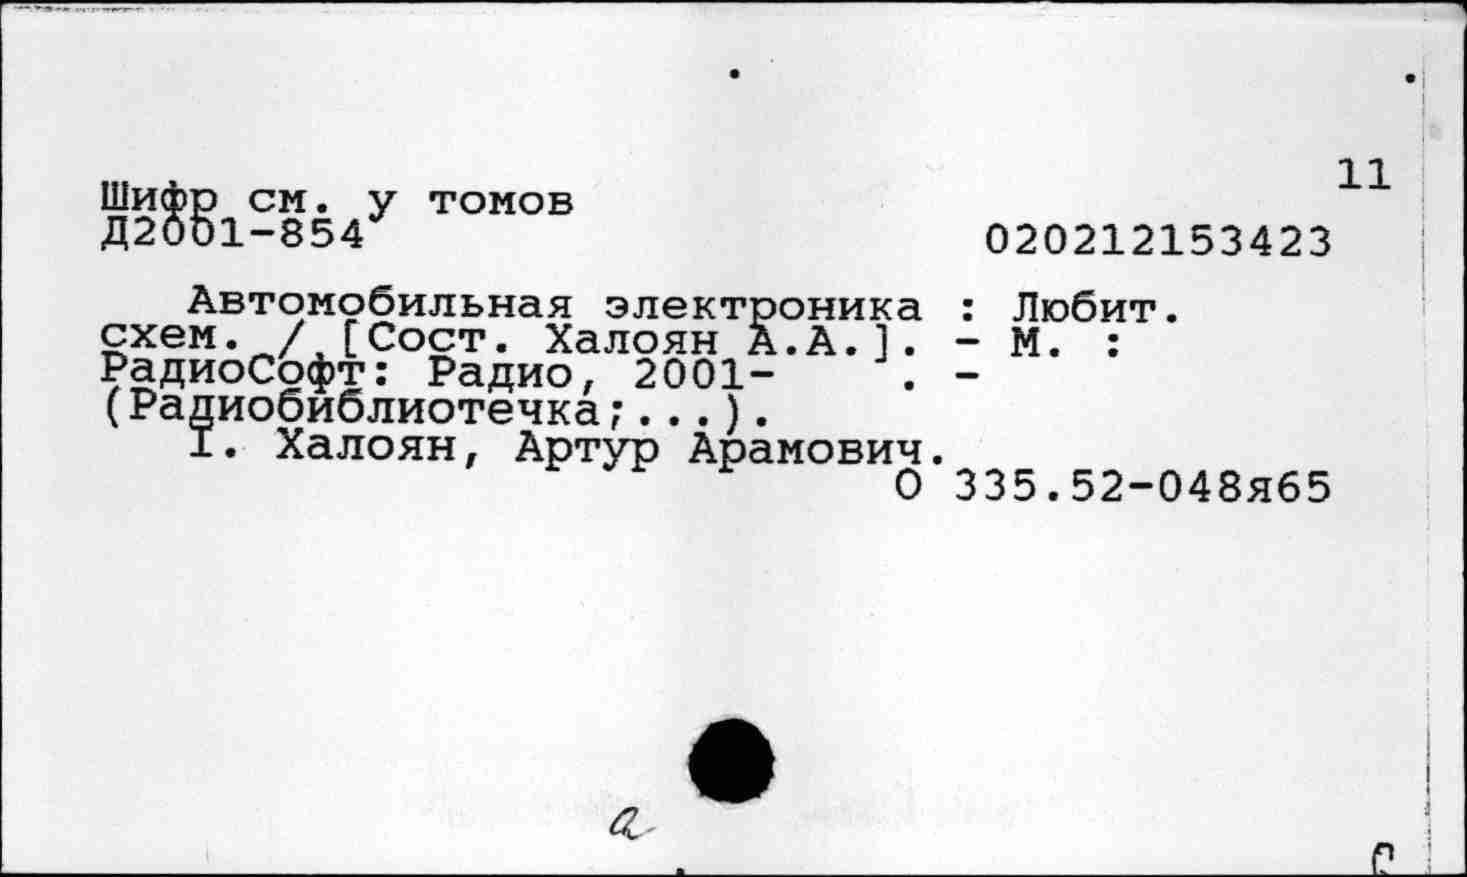 11
Шифр см. у томов
Д2001-854
020212153423
Автомобильная электроника : Любит.
схем. / [Сост. Халоян А.А.]. - М. :
РадиоСофт: Радио, 2001-    . -
(Радиобиблиотечка;...).
I. Халоян, Артур Арамович.
О 335.52-048я65
а